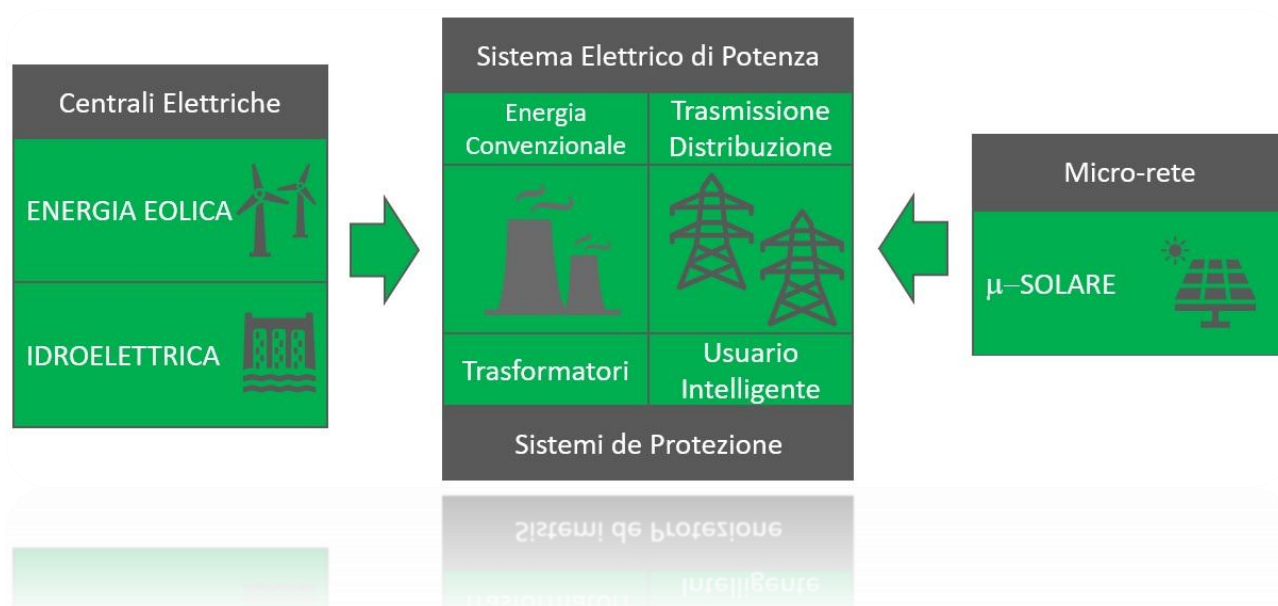 Centrali Elettriche
ENERGIA EOLICA
IDROELETTRICA
Sistema Elettrico di Potenza
Energia
Convenzionale
Trasmissione
Distribuzione
Trasformatori
Usuario
Intelligente
Sistemi de Protezione
Micro-rete
μ–SOLARE